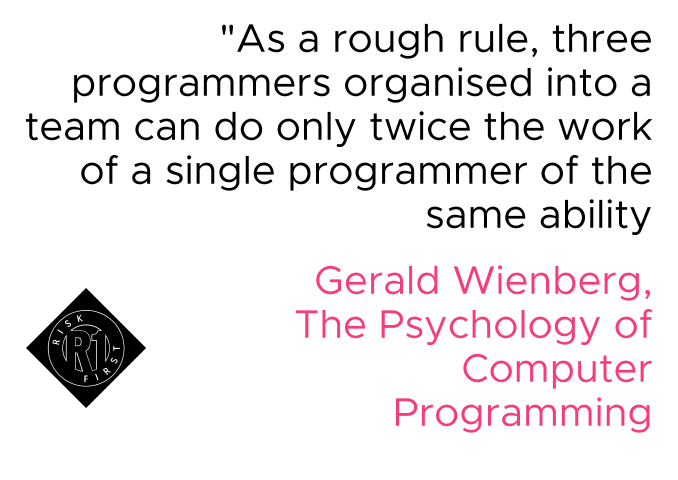 "As a rough rule, three
programmers organised into a
team can do only twice the work
of a single programmer of the
same ability
Gerald Wienberg,
The Psychology of
Computer
Programming
RISK
R1
FIRST